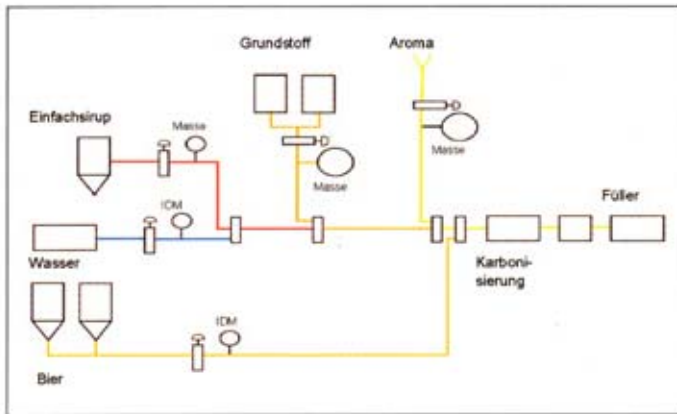 Grundstoff
Aroma
Einfachsirup
Masse
Masse
Masse
Füller
IDM
Wasser
Karboni-
sierung
IDM
Bier